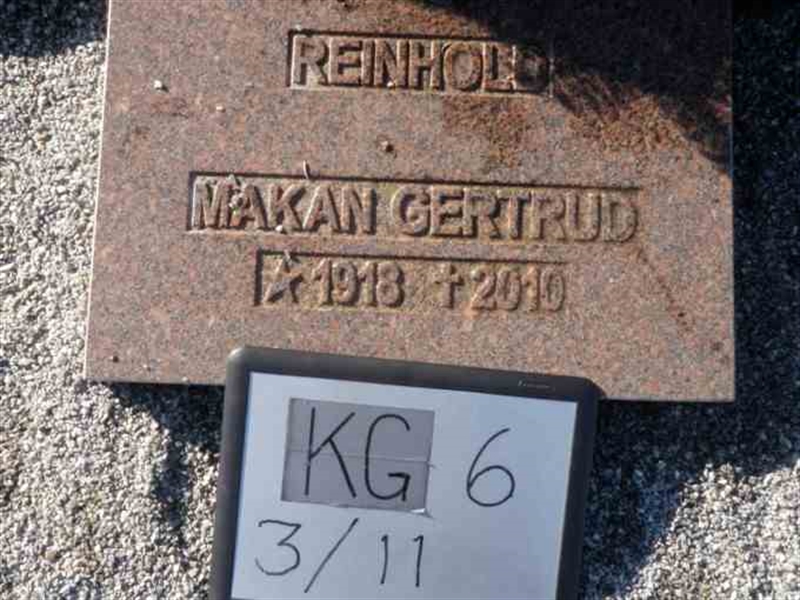 REINHOLD
MAKAN GERTRUD
★ 1918 ✝ 2010
KG 6
3/11